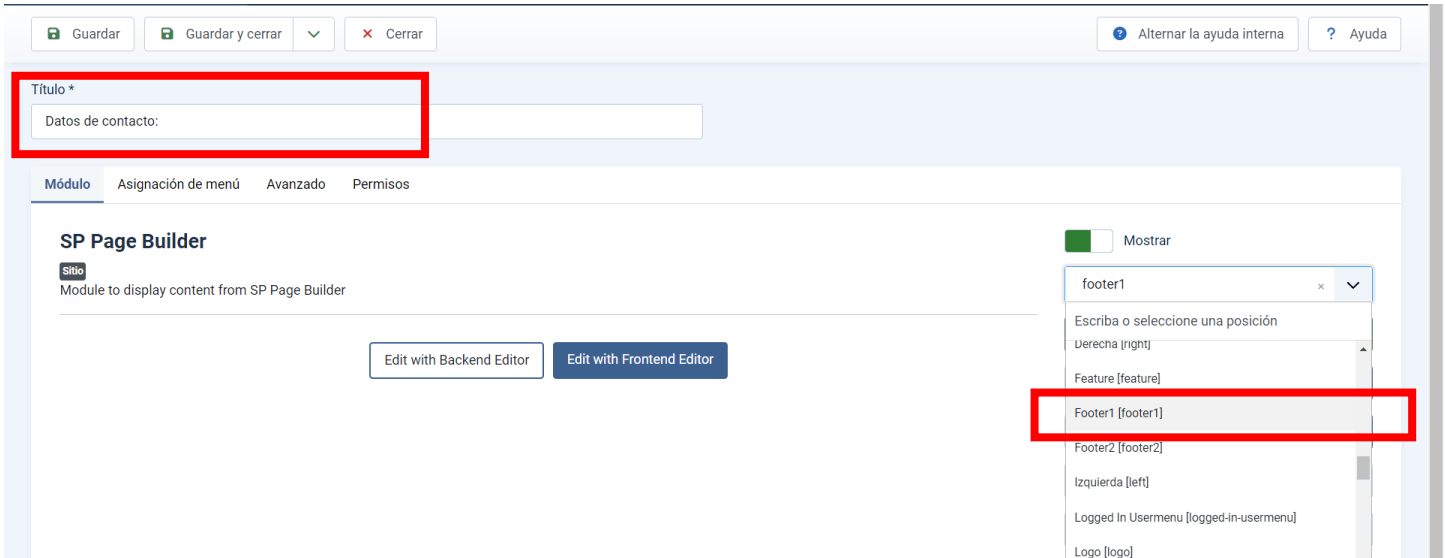 Guardar
Guardar y cerrar
Cerrar
Alternar la ayuda interna
? Ayuda
Título *
Datos de contacto:
Módulo
Asignación de menú
Avanzado
Permisos
SP Page Builder
Sitio
Module to display content from SP Page Builder
Edit with Backend Editor
Edit with Frontend Editor
Mostrar
footer1
Escriba o seleccione una posición
Derecha [right]
Feature [feature]
Footer1 [footer1]
Footer2 [footer2]
Izquierda [left]
Logged In Usermenu [logged-in-usermenu]
Logo [logo]